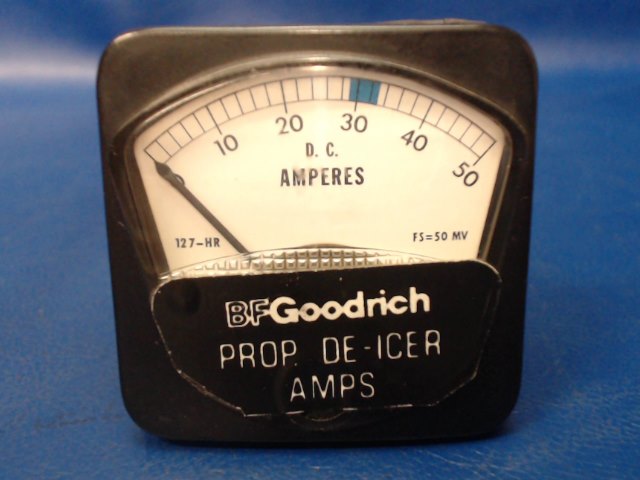 10 20 30 40 50
D. C.
AMPERES
127-HR FS=50 MV
BFGoodrich
PROP DE-ICER
AMPS